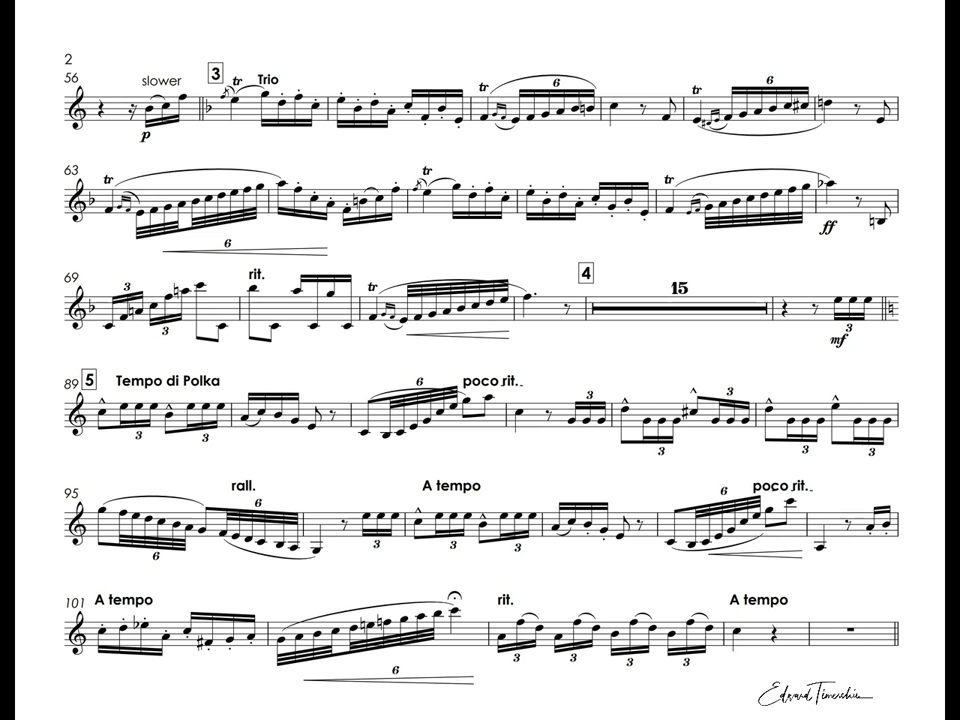 2
56 slower 3 tr Trio tr 6 tr 6
p
63 tr tr tr
6 ff
69 3 rit. tr 4 15
3 3
mf
89 5 Tempo di Polka 6 poco rit. 3 3
3 3 3 3 3
95 rall. 6 A tempo 6 poco rit.
6 3 3 3 3
101 A tempo rit. A tempo
6 3 3 3 3
Edward